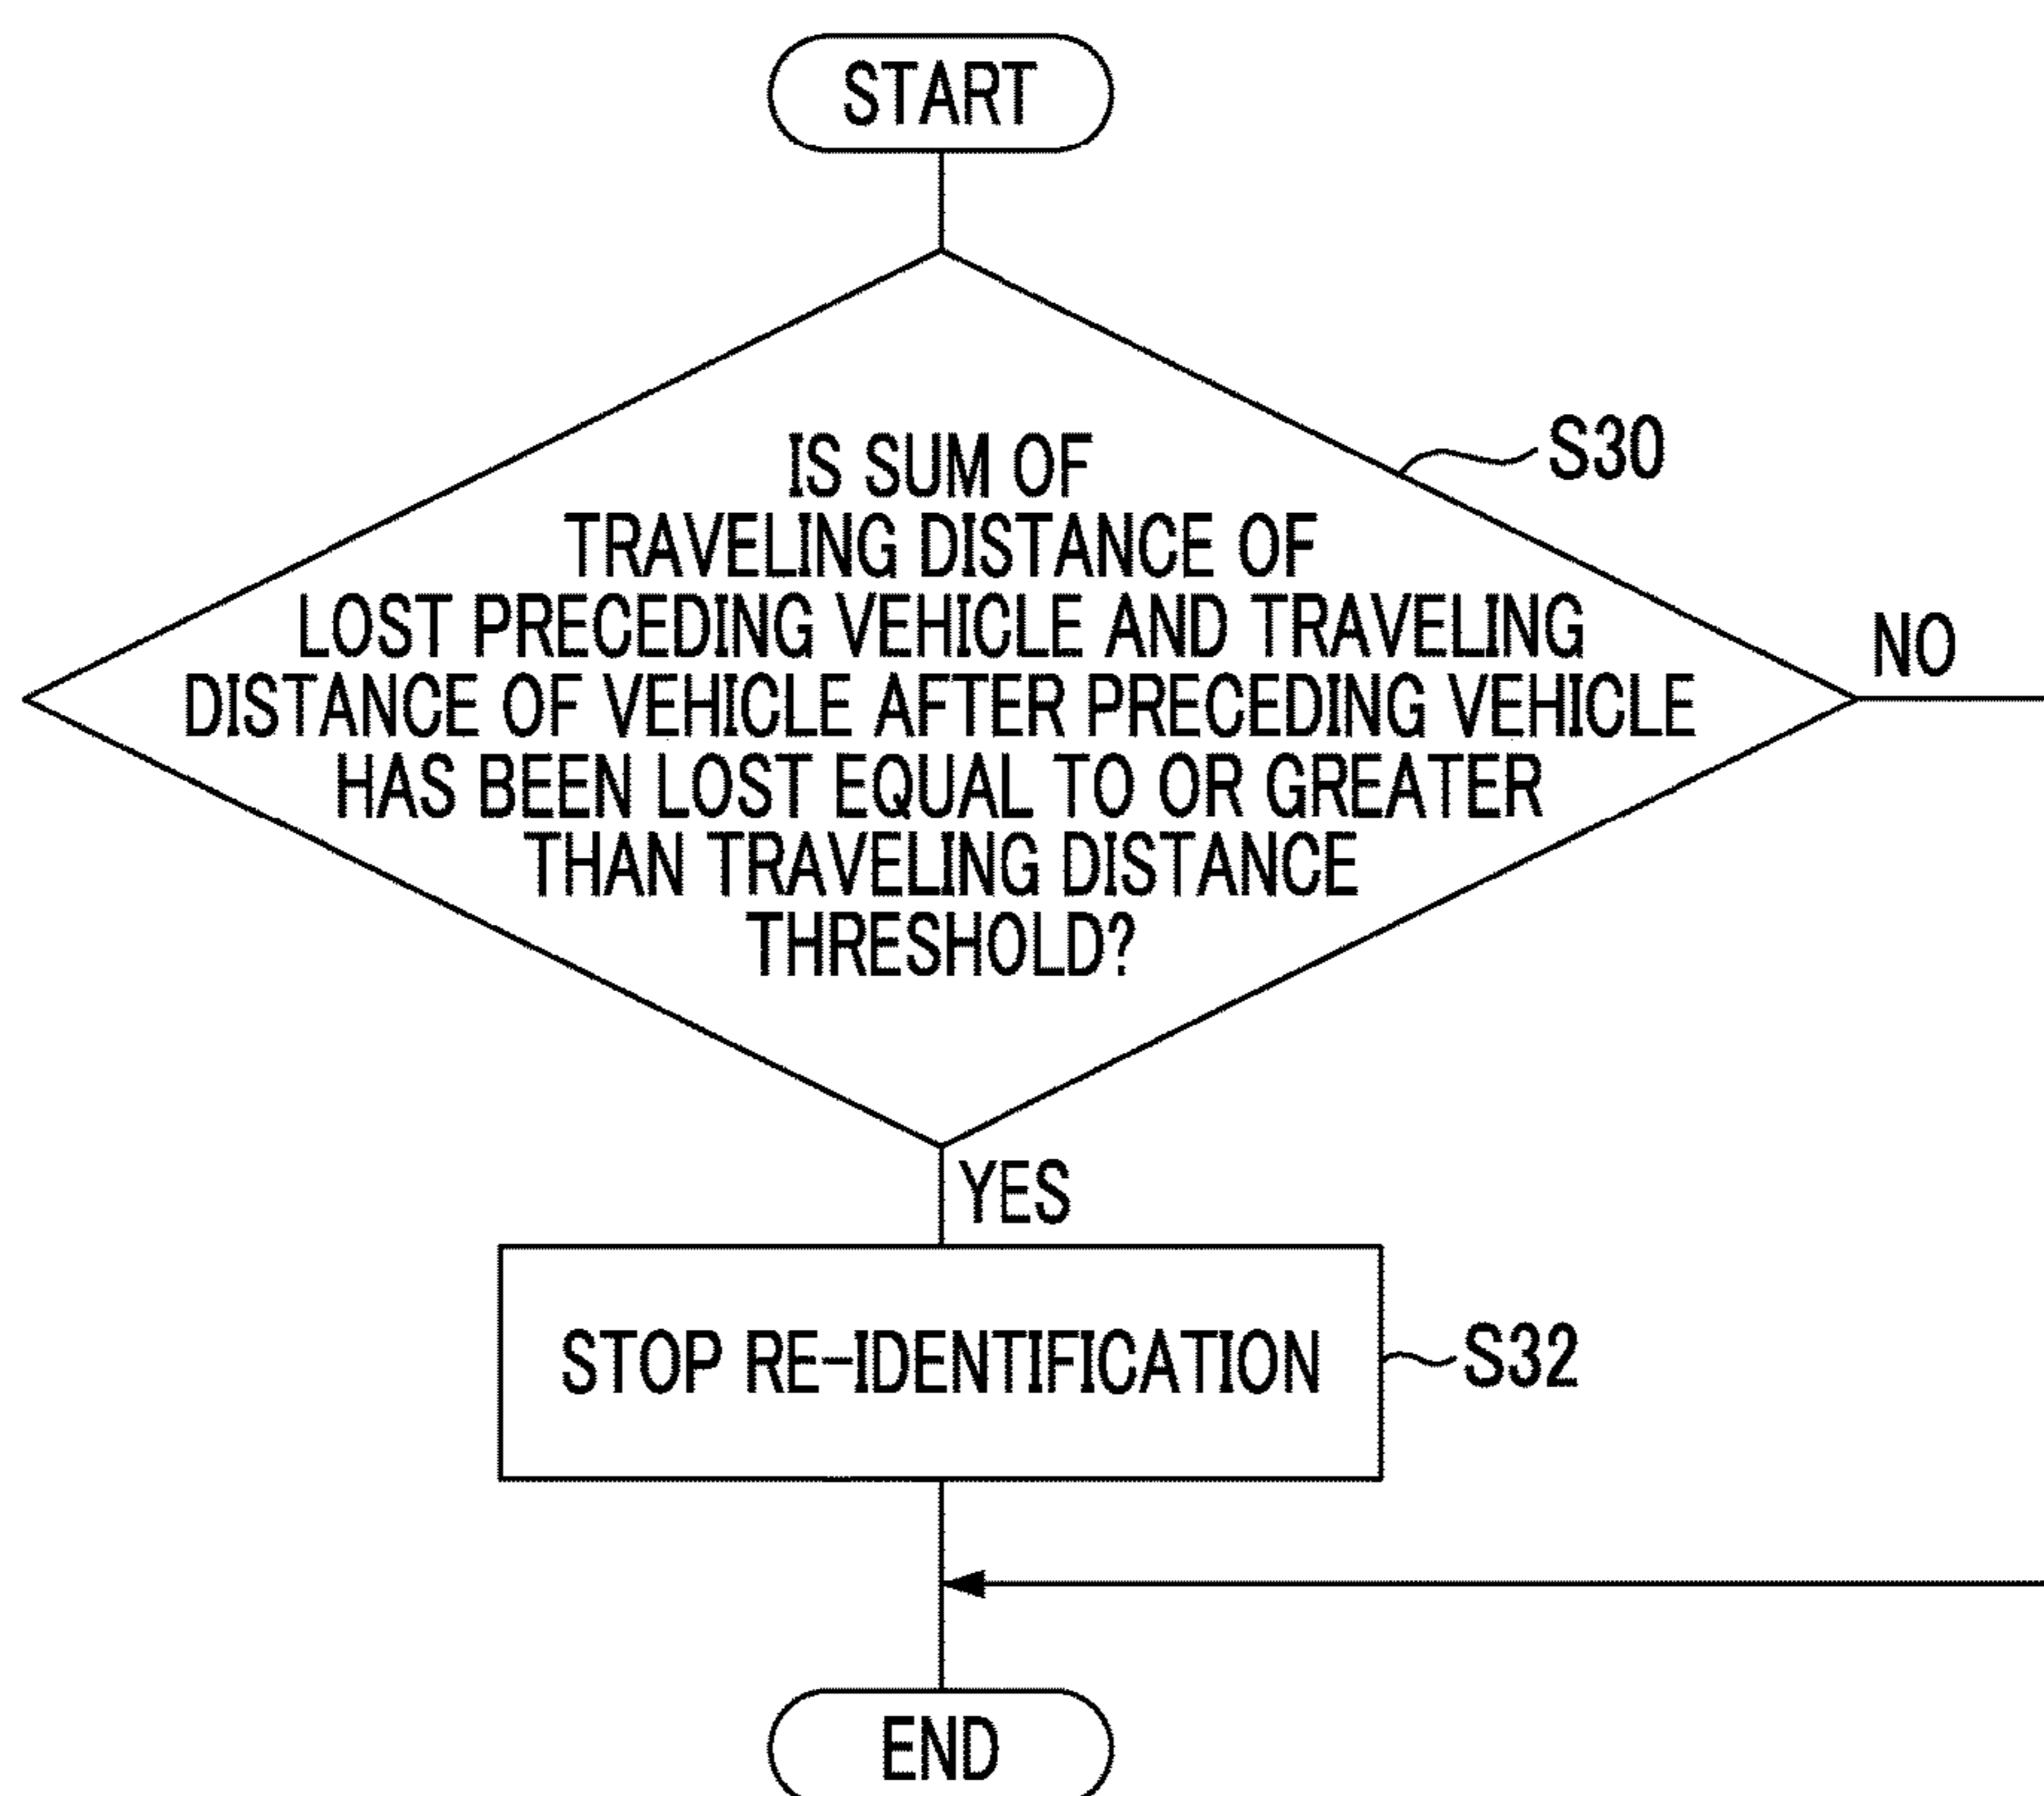 START
IS SUM OF
TRAVELING DISTANCE OF
LOST PRECEDING VEHICLE AND TRAVELING
DISTANCE OF VEHICLE AFTER PRECEDING VEHICLE
HAS BEEN LOST EQUAL TO OR GREATER
THAN TRAVELING DISTANCE
THRESHOLD?
S30
NO
YES
STOP RE-IDENTIFICATION
S32
END